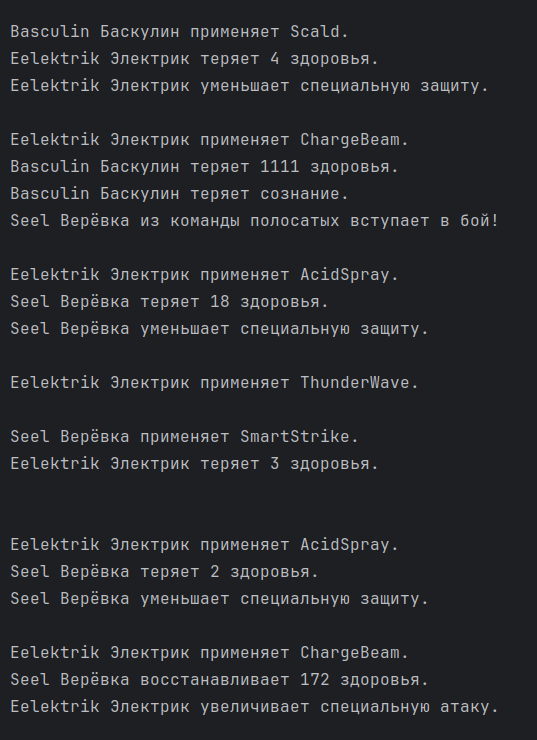 Basculin Баскулин применяет Scald.
Eelektrik Электрик теряет 4 здоровья.
Eelektrik Электрик уменьшает специальную защиту.
Eelektrik Электрик применяет ChargeBeam.
Basculin Баскулин теряет 1111 здоровья.
Basculin Баскулин теряет сознание.
Seel Верёвка из команды полосатых вступает в бой!
Eelektrik Электрик применяет AcidSpray.
Seel Верёвка теряет 18 здоровья.
Seel Верёвка уменьшает специальную защиту.
Eelektrik Электрик применяет ThunderWave.
Seel Верёвка применяет SmartStrike.
Eelektrik Электрик теряет 3 здоровья.
Eelektrik Электрик применяет AcidSpray.
Seel Верёвка теряет 2 здоровья.
Seel Верёвка уменьшает специальную защиту.
Eelektrik Электрик применяет ChargeBeam.
Seel Верёвка восстанавливает 172 здоровья.
Eelektrik Электрик увеличивает специальную атаку.